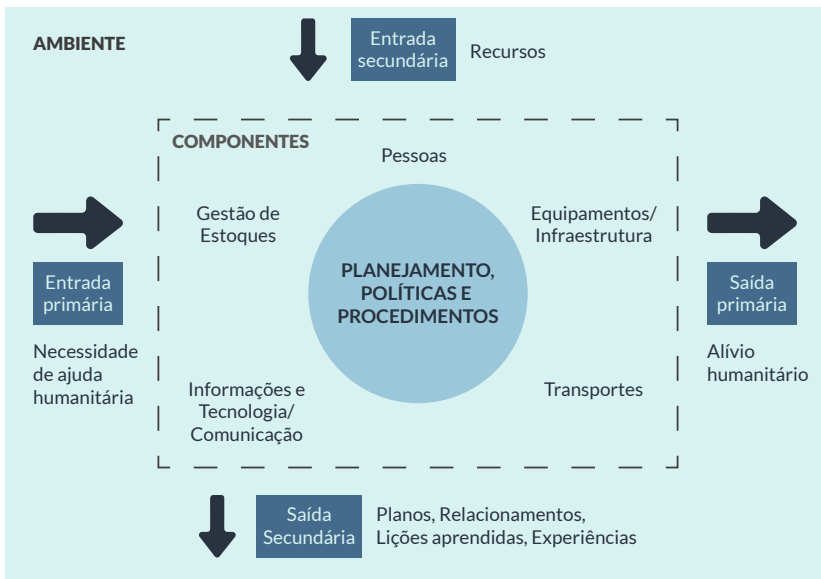 AMBIENTE
Entrada
secundária
Recursos
COMPONENTES
Pessoas
Gestão de
Estoques
Equipamentos/
Infraestrutura
PLANEJAMENTO,
POLÍTICAS E
PROCEDIMENTOS
Entrada
primária
Necessidade
de ajuda
humanitária
Saída
primária
Alívio
humanitário
Informações e
Tecnologia/
Comunicação
Transportes
Saída
Secundária
Planos, Relacionamentos,
Lições aprendidas, Experiências